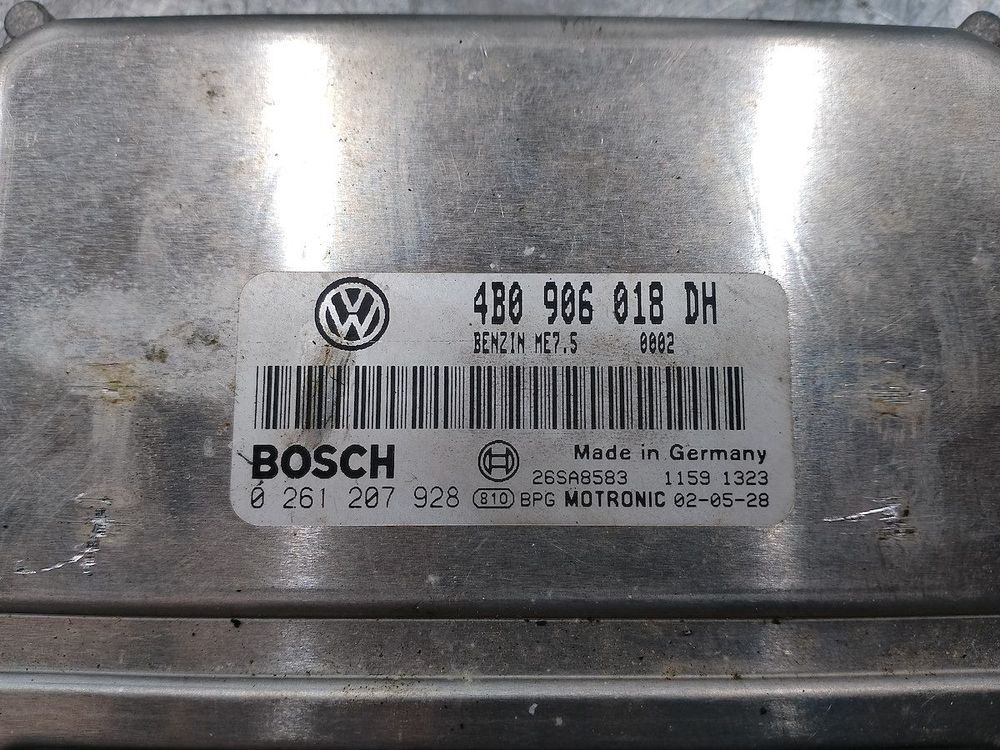 4B0 906 018 DH
BENZIN ME7.5 0002
BOSCH
Made in Germany
26SA8583 1159 1323
0 261 207 928 810 BPG MOTRONIC 02-05-28